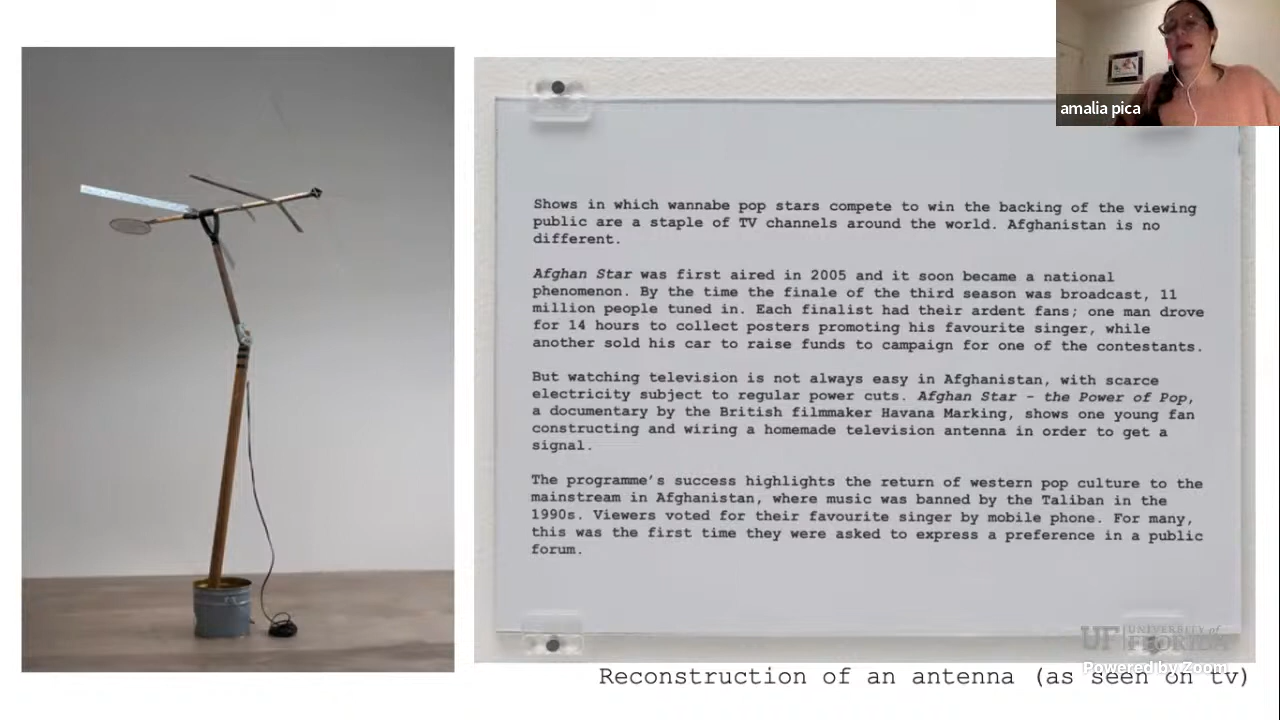 amalia pica
Shows in which wannabe pop stars compete to win the backing of the viewing
public are a staple of TV channels around the world. Afghanistan is no
different.
Afghan Star was first aired in 2005 and it soon became a national
phenomenon. By the time the finale of the third season was broadcast, 11
million people tuned in. Each finalist had their ardent fans; one man drove
for 14 hours to collect posters promoting his favourite singer, while
another sold his car to raise funds to campaign for one of the contestants.
But watching television is not always easy in Afghanistan, with scarce
electricity subject to regular power cuts. Afghan Star – the Power of Pop,
a documentary by the British filmmaker Havana Marking, shows one young fan
constructing and wiring a homemade television antenna in order to get a
signal.
The programme's success highlights the return of western pop culture to the
mainstream in Afghanistan, where music was banned by the Taliban in the
1990s. Viewers voted for their favourite singer by mobile phone. For many,
this was the first time they were asked to express a preference in a public
forum.
UF UNIVERSITY of
FLORIDA
Powered by Zoom
Reconstruction of an antenna (as seen on tv)